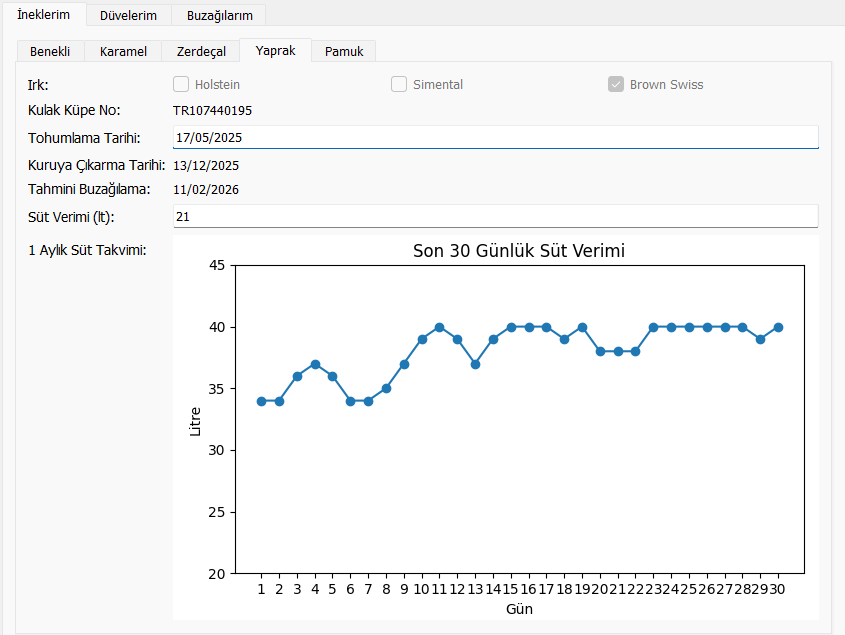 İneklerim Düvelerim Buzağılarım
Benekli Karamel Zerdeçal Yaprak Pamuk
Irk: Holstein Simental Brown Swiss
Kulak Küpe No: TR107440195
Tohumlama Tarihi: 17/05/2025
Kuruya Çıkarma Tarihi: 13/12/2025
Tahmini Buzağılama: 11/02/2026
Süt Verimi (lt): 21
1 Aylık Süt Takvimi:
Son 30 Günlük Süt Verimi
45
40
35
30
25
20
Litre
1 2 3 4 5 6 7 8 9 10 11 12 13 14 15 16 17 18 19 20 21 22 23 24 25 26 27 28 29 30
Gün